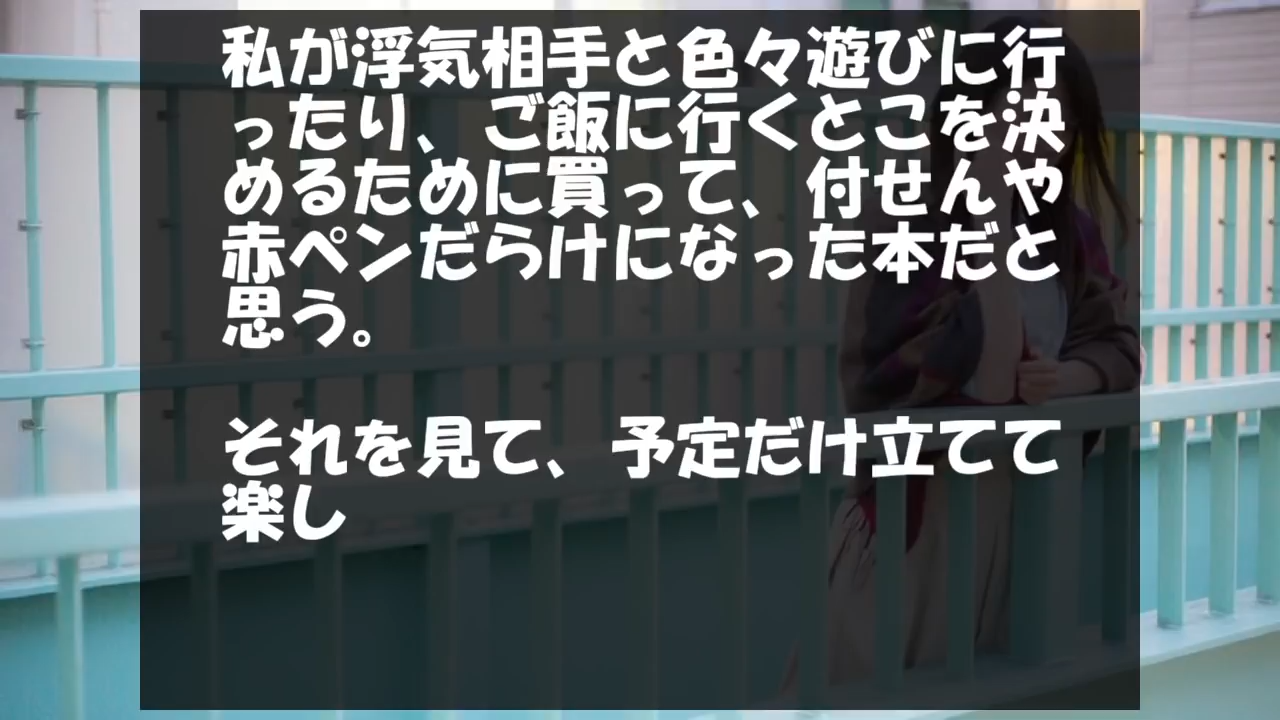 私が浮気相手と色々遊びに行
ったり、ご飯に行くとこを決
めるために買って、付せんや
赤ペンだらけになった本だと
思う。
それを見て、予定だけ立てて
楽し